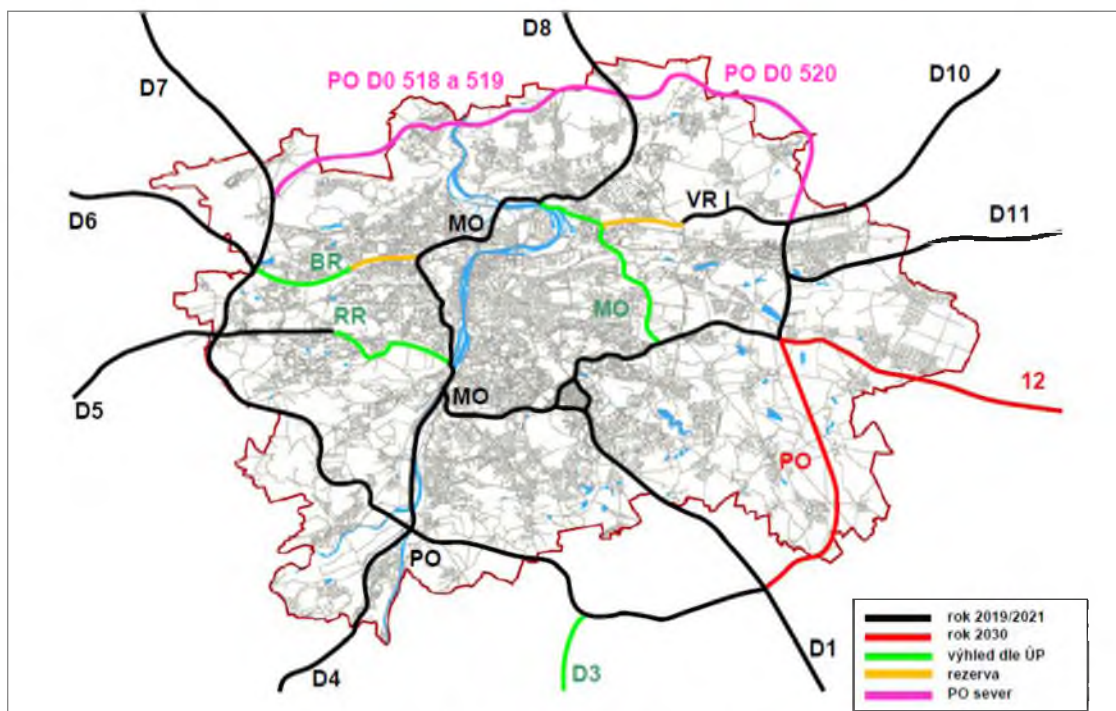 D8
D7
PO D0 518 a 519
PO D0 520
D10
D6
MO
VR I
D11
BR
RR
MO
D5
MO
12
PO
PO
D4
D3
D1
rok 2019/2021
rok 2030
výhled dle ÚP
rezerva
PO sever